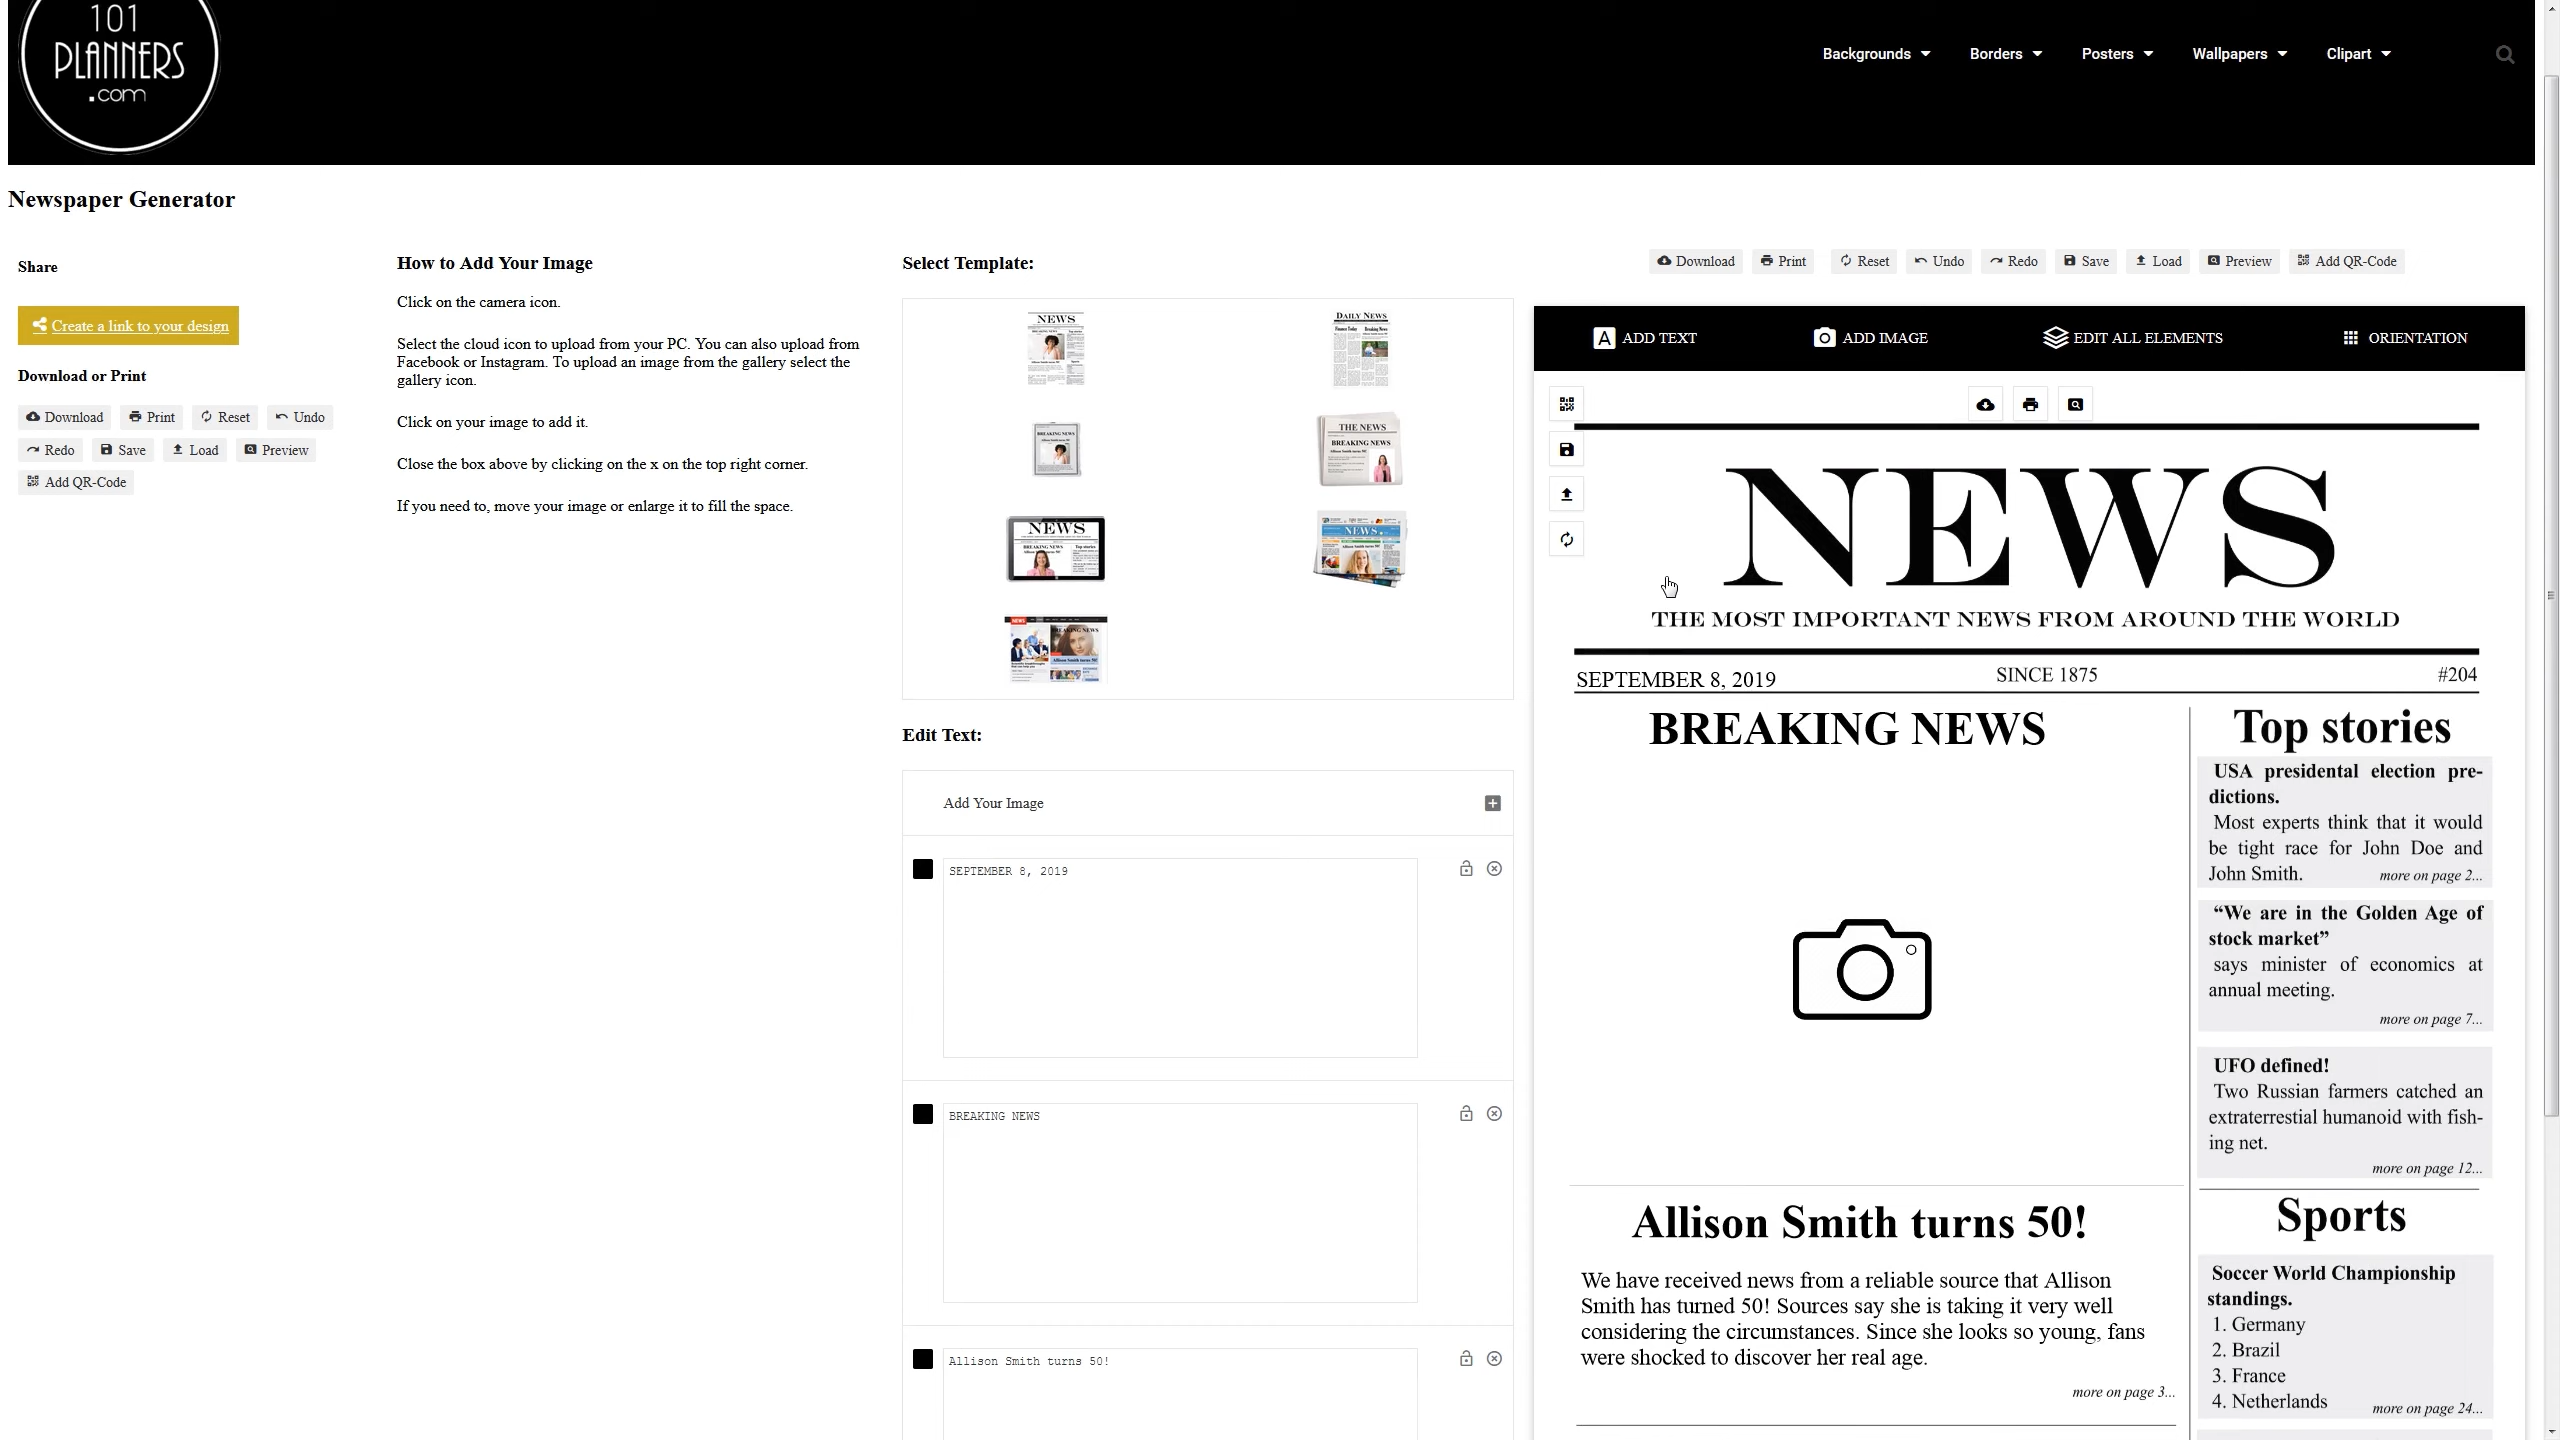 101
PLANNERS
.com
Backgrounds
Borders
Posters
Wallpapers
Clipart
Newspaper Generator
Share
Create a link to your design
Download or Print
Download
Print
Reset
Undo
Redo
Save
Load
Preview
Add QR-Code
How to Add Your Image
Click on the camera icon.
Select the cloud icon to upload from your PC. You can also upload from
Facebook or Instagram. To upload an image from the gallery select the
gallery icon.
Click on your image to add it.
Close the box above by clicking on the x on the top right corner.
If you need to, move your image or enlarge it to fill the space.
Select Template:
NEWS
DAILY NEWS
BREAKING NEWS
THE NEWS
BREAKING NEWS
NEWS
NEWS
Edit Text:
Add Your Image
SEPTEMBER 8, 2019
BREAKING NEWS
Allison Smith turns 50!
Download
Print
Reset
Undo
Redo
Save
Load
Preview
Add QR-Code
A ADD TEXT
ADD IMAGE
EDIT ALL ELEMENTS
ORIENTATION
NEWS
THE MOST IMPORTANT NEWS FROM AROUND THE WORLD
SEPTEMBER 8, 2019
SINCE 1875
#204
BREAKING NEWS
Allison Smith turns 50!
We have received news from a reliable source that Allison
Smith has turned 50! Sources say she is taking it very well
considering the circumstances. Since she looks so young, fans
were shocked to discover her real age.
more on page 3...
Top stories
USA presidental election pre-
dictions.
Most experts think that it would
be tight race for John Doe and
John Smith.
more on page 2...
“We are in the Golden Age of
stock market”
says minister of economics at
annual meeting.
more on page 7...
UFO defined!
Two Russian farmers catched an
extraterrestial humanoid with fish-
ing net.
more on page 12...
Sports
Soccer World Championship
standings.
1. Germany
2. Brazil
3. France
4. Netherlands
more on page 24...